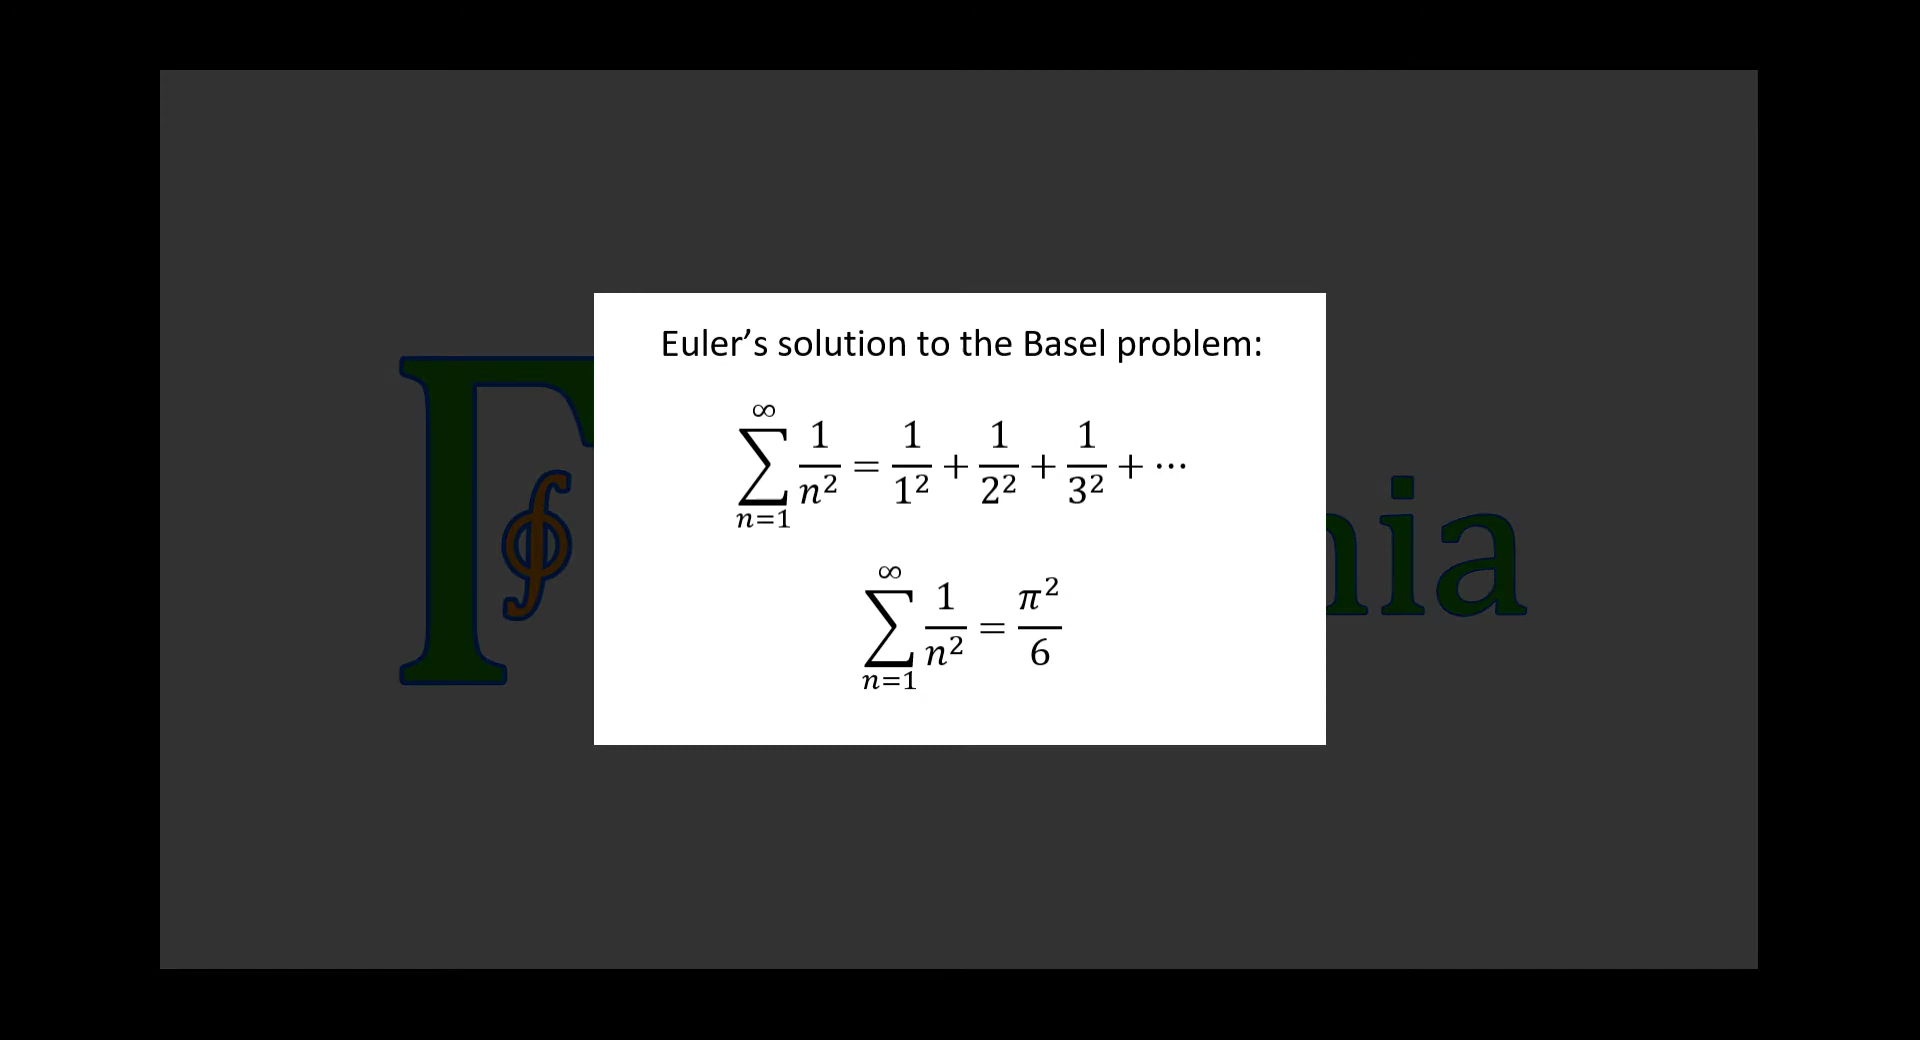 Euler’s solution to the Basel problem:
∞ ∑ n=1 1/n² = 1/1² + 1/2² + 1/3² + ⋯
∞ ∑ n=1 1/n² = π²/6